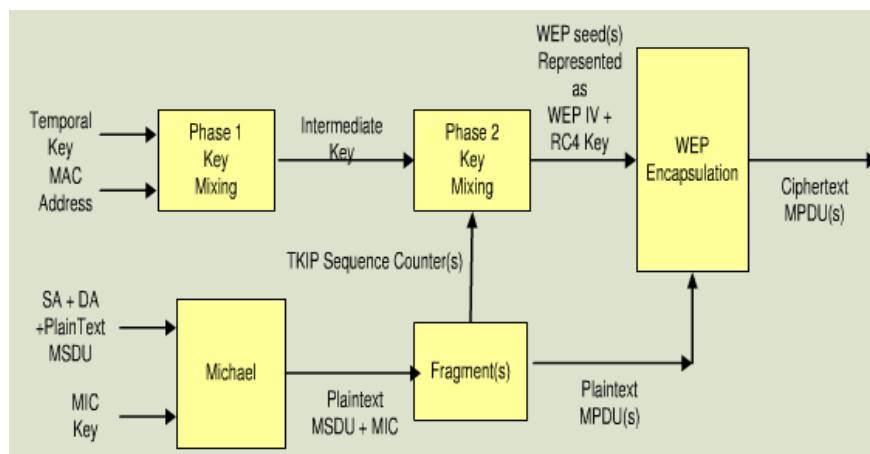 Temporal
Key
MAC
Address
Phase 1
Key
Mixing
Intermediate
Key
Phase 2
Key
Mixing
WEP seed(s)
Represented
as
WEP IV +
RC4 Key
WEP
Encapsulation
Ciphertext
MPDU(s)
TKIP Sequence Counter(s)
SA + DA
+PlainText
MSDU
MIC
Key
Michael
Plaintext
MSDU + MIC
Fragment(s)
Plaintext
MPDU(s)